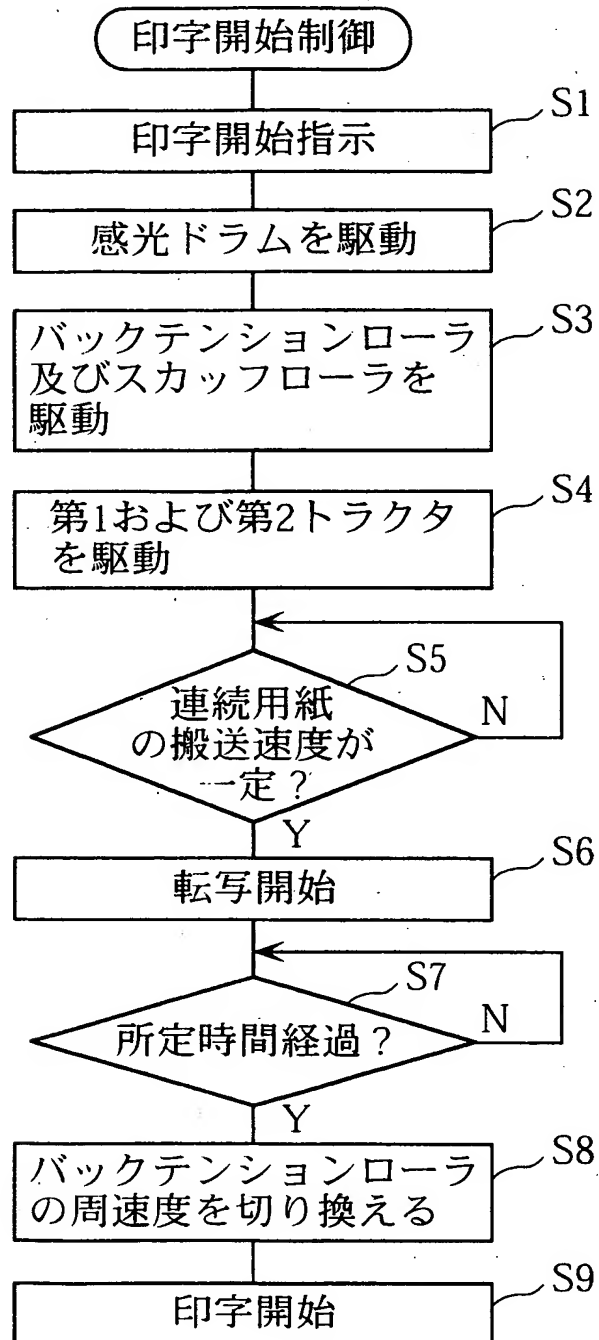 印字開始制御
S1
印字開始指示
S2
感光ドラムを駆動
S3
バックテンションローラ
及びスカッフローラを
駆動
S4
第1および第2トラクタ
を駆動
S5
連続用紙
の搬送速度が
一定?
N
Y
S6
転写開始
S7
所定時間経過?
N
Y
S8
バックテンションローラ
の周速度を切り換える
S9
印字開始